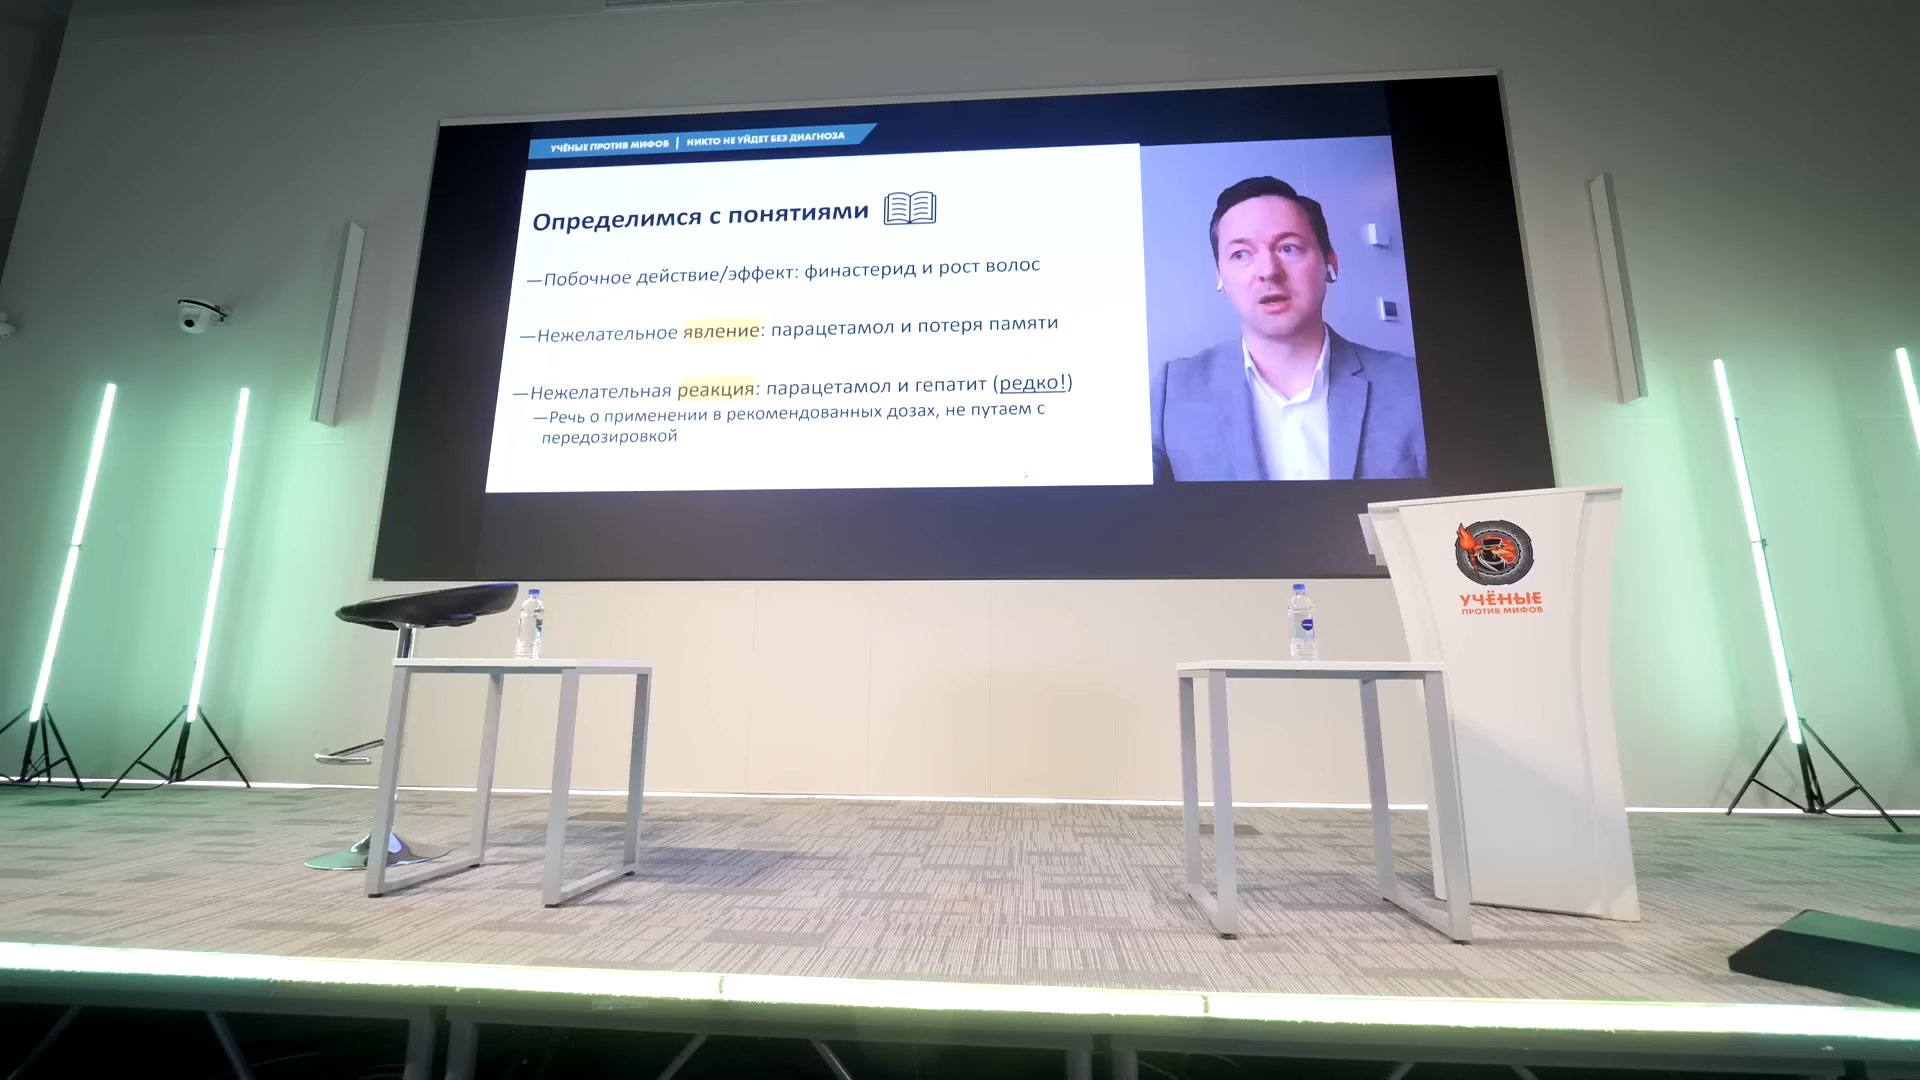 УЧЁНЫЕ ПРОТИВ МИФОВ | НИКТО НЕ УЙДЕТ БЕЗ ДИАГНОЗА
Определимся с понятиями
—Побочное действие/эффект: финастерид и рост волос
—Нежелательное явление: парацетамол и потеря памяти
—Нежелательная реакция: парацетамол и гепатит (редко!)
—Речь о применении в рекомендованных дозах, не путаем с
передозировкой
УЧЁНЫЕ
ПРОТИВ МИФОВ